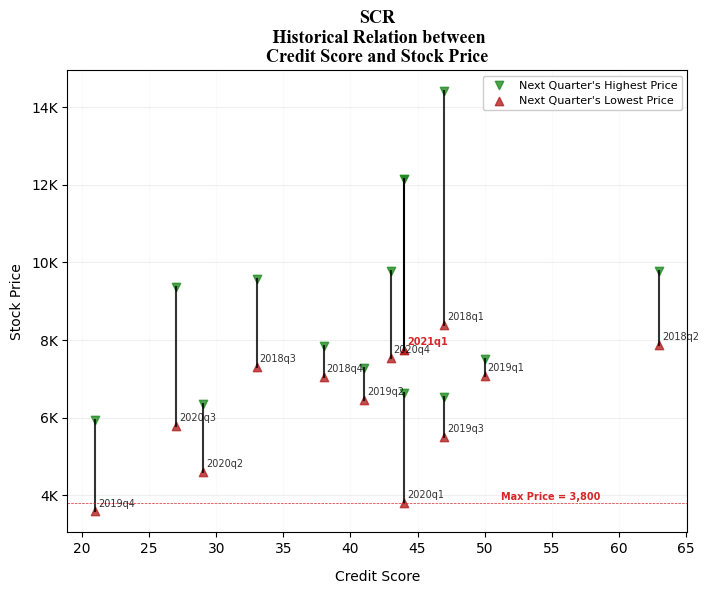 SCR
Historical Relation between
Credit Score and Stock Price
Next Quarter's Highest Price
Next Quarter's Lowest Price
Stock Price
14K
12K
10K
8K
6K
4K
2018q1
2021q1
2020q4
2018q2
2018q3
2018q4
2019q1
2019q2
2020q3
2019q3
2020q2
2020q1
2019q4
Max Price = 3,800
20
25
30
35
40
45
50
55
60
65
Credit Score